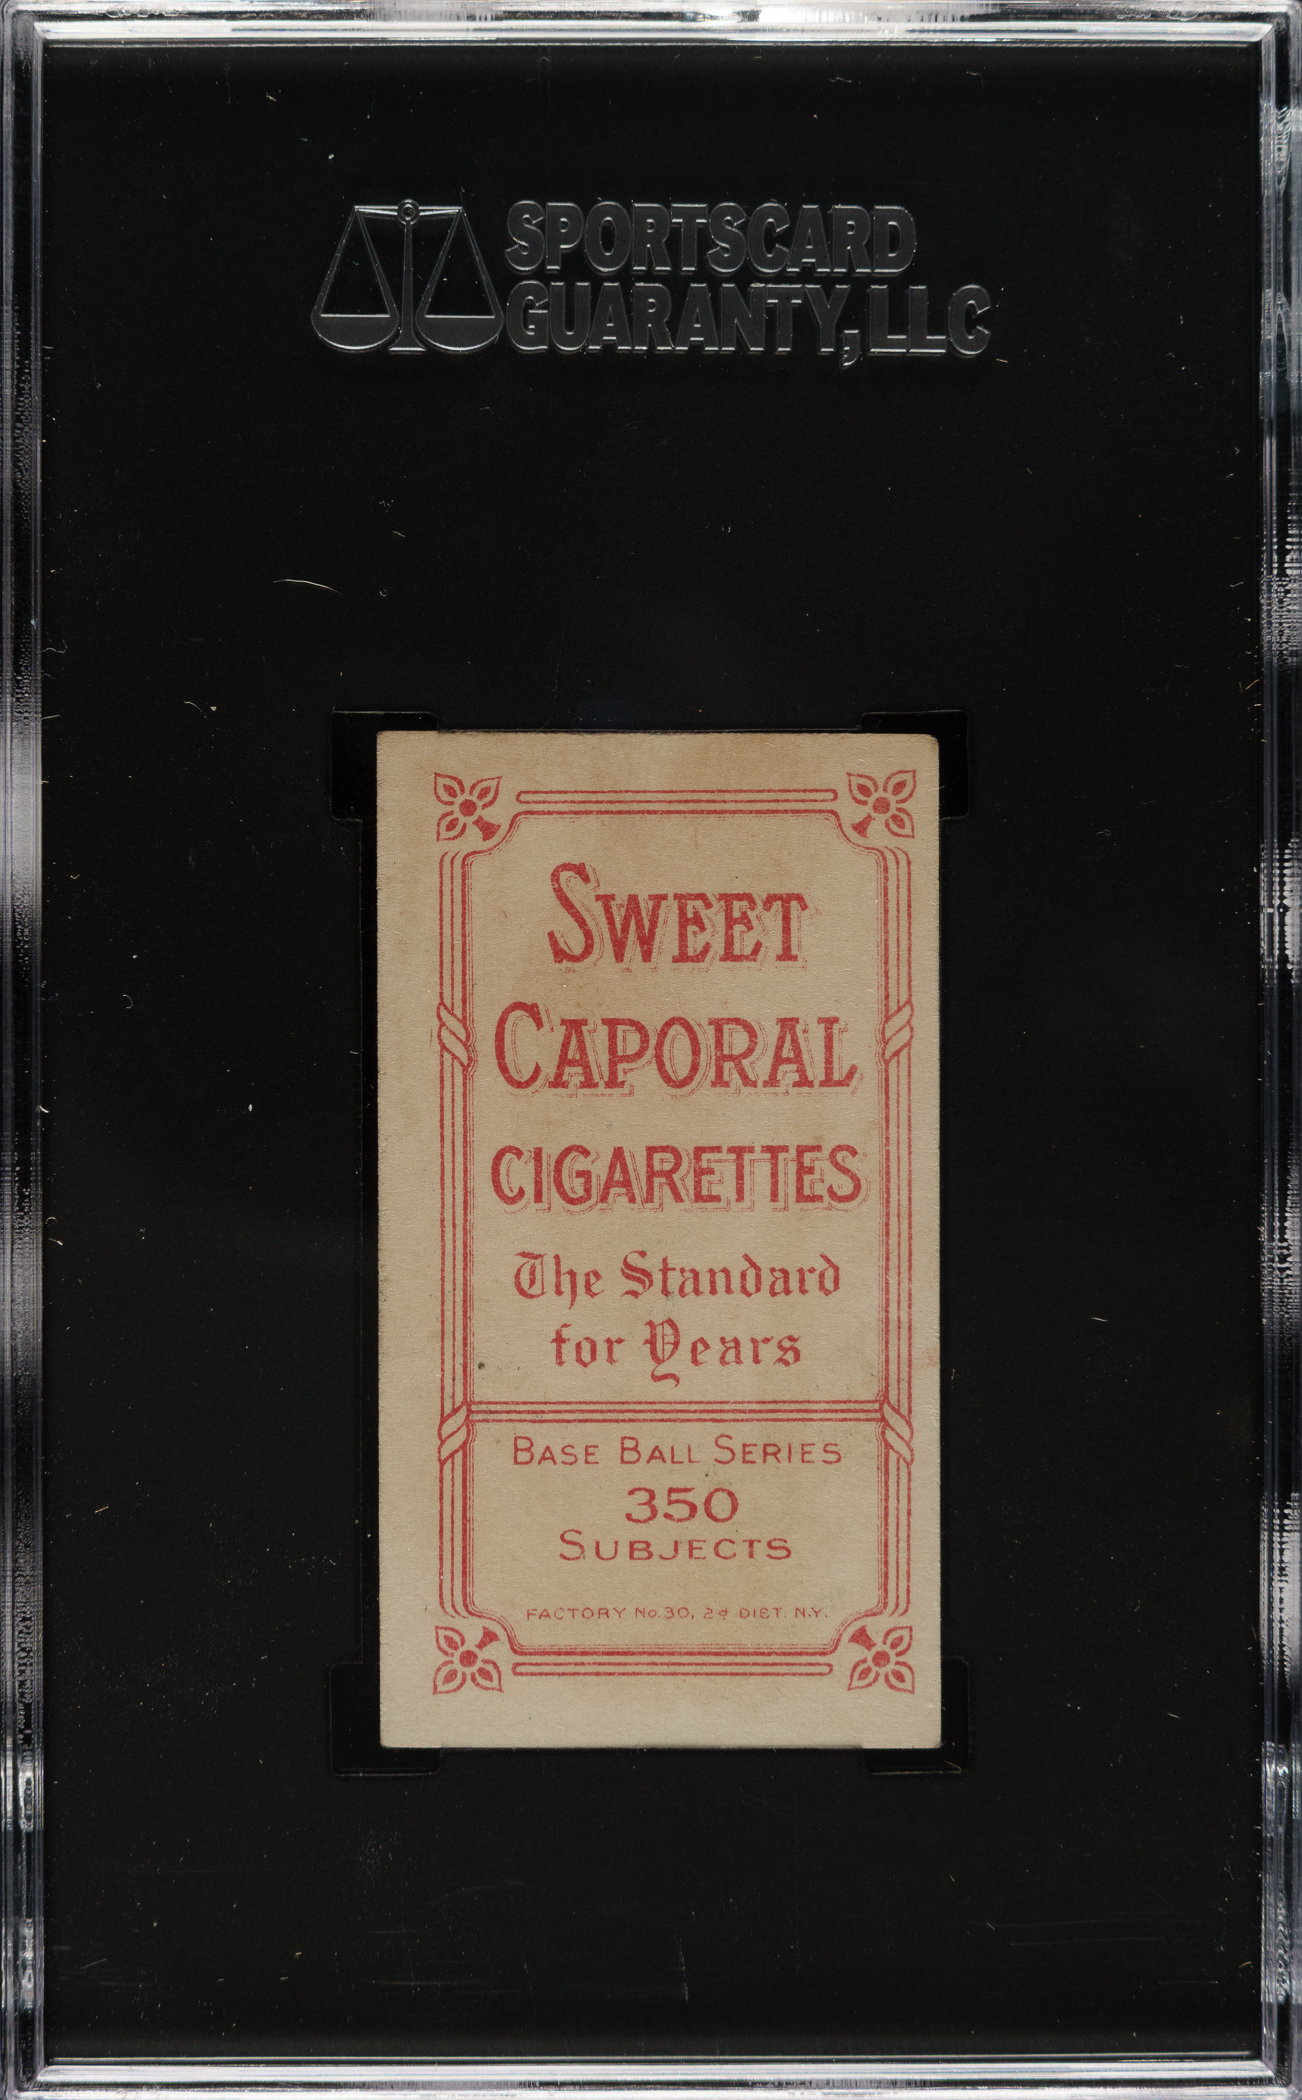 SPORTSCARD
GUARANTY, LLC
SWEET
CAPORAL
CIGARETTES
The Standard
for Years
BASE BALL SERIES
350
SUBJECTS
FACTORY No. 30, 2d DIST. N.Y.